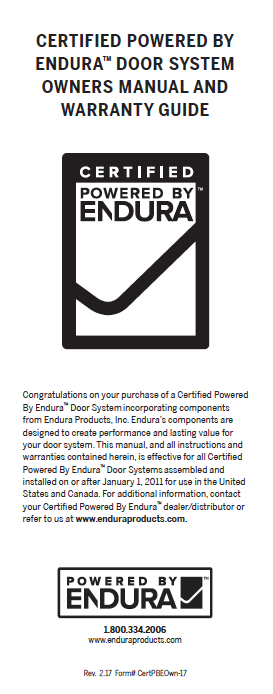 CERTIFIED POWERED BY
ENDURA™ DOOR SYSTEM
OWNERS MANUAL AND
WARRANTY GUIDE
CERTIFIED
POWERED BY ™
ENDURA
Congratulations on your purchase of a Certified Powered
By Endura™ Door System incorporating components
from Endura Products, Inc. Endura's components are
designed to create performance and lasting value for
your door system. This manual, and all instructions and
warranties contained herein, is effective for all Certified
Powered By Endura™ Door Systems assembled and
installed on or after January 1, 2011 for use in the United
States and Canada. For additional information, contact
your Certified Powered By Endura™ dealer/distributor or
refer to us at www.enduraproducts.com.
POWERED BY ™
ENDURA
1.800.334.2006
www.enduraproducts.com
Rev. 2.17 Form# CertPBEOwn-17